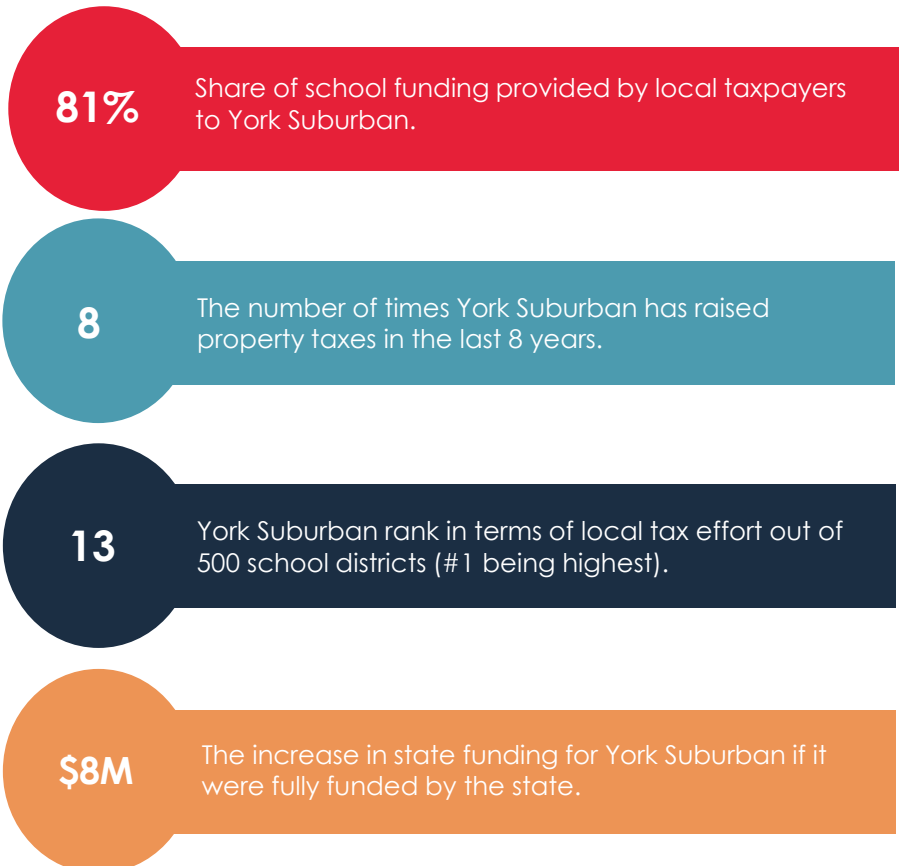 81%
Share of school funding provided by local taxpayers
to York Suburban.
8
The number of times York Suburban has raised
property taxes in the last 8 years.
13
York Suburban rank in terms of local tax effort out of
500 school districts (#1 being highest).
$8M
The increase in state funding for York Suburban if it
were fully funded by the state.